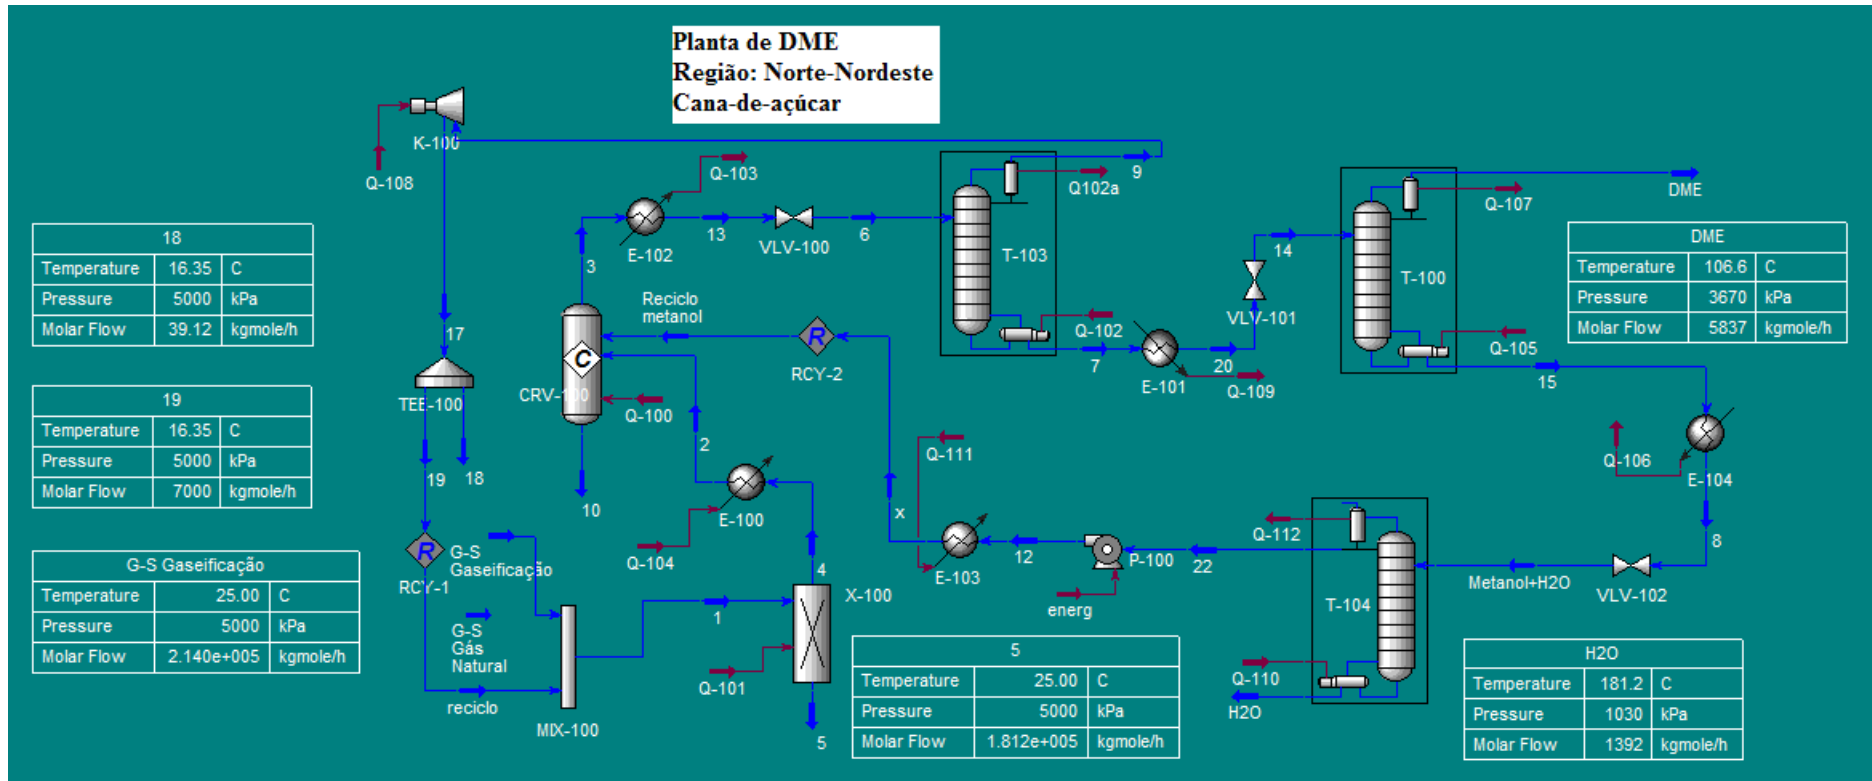 Planta de DME
Região: Norte-Nordeste
Cana-de-açúcar
K-100
Q-108
Q-103
9
Q102a
DME
Q-107
E-102
13
VLV-100
6
T-103
14
T-100
3
18
Temperature 16.35 C
Pressure 5000 kPa
Molar Flow 39.12 kgmole/h
DME
Temperature 106.6 C
Pressure 3670 kPa
Molar Flow 5837 kgmole/h
Reciclo
metanol
R
RCY-2
Q-102
7
E-101
20
VLV-101
Q-109
Q-105
15
17
TEE-100
CRV-100
C
Q-100
19
Temperature 16.35 C
Pressure 5000 kPa
Molar Flow 7000 kgmole/h
19
18
10
2
E-100
Q-104
Q-111
x
E-103
12
P-100
22
energ
Q-112
Q-106
E-104
8
Metanol+H2O
VLV-102
T-104
R
RCY-1
G-S
Gaseificação
G-S
Gás
Natural
reciclo
MIX-100
1
4
X-100
Q-101
5
Q-110
H2O
G-S Gaseificação
Temperature 25.00 C
Pressure 5000 kPa
Molar Flow 2.140e+005 kgmole/h
5
Temperature 25.00 C
Pressure 5000 kPa
Molar Flow 1.812e+005 kgmole/h
H2O
Temperature 181.2 C
Pressure 1030 kPa
Molar Flow 1392 kgmole/h